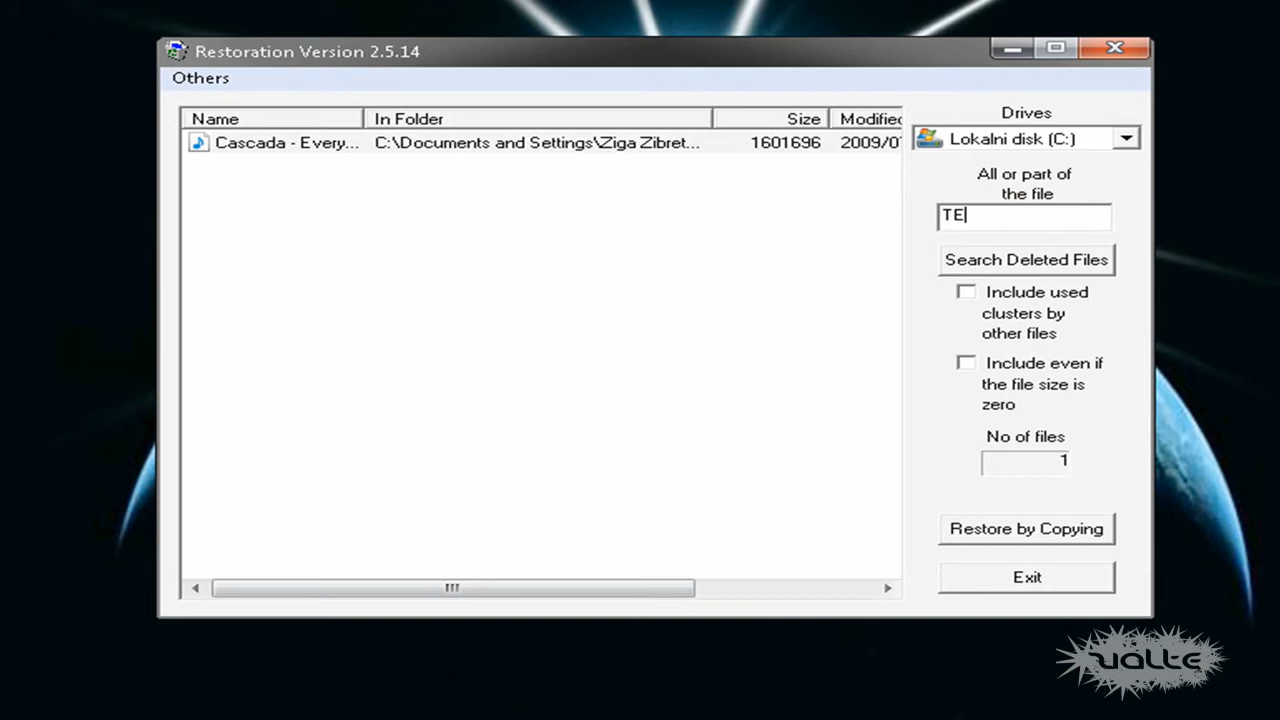 Restoration Version 2.5.14
Others
Name In Folder Size Modified
Cascada - Every... C:\Documents and Settings\Ziga Zibret... 1601696 2009/0
Drives
Lokalni disk (C:)
All or part of
the file
TE
Search Deleted Files
Include used
clusters by
other files
Include even if
the file size is
zero
No of files
1
Restore by Copying
Exit
valte